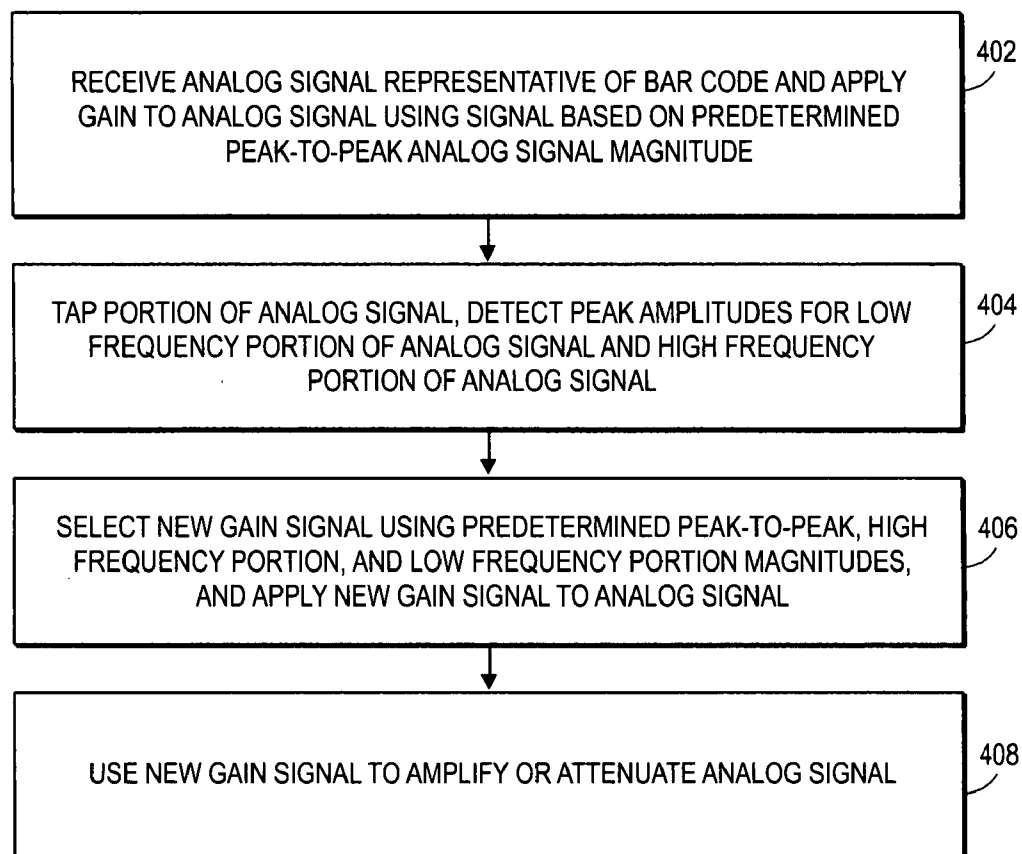 RECEIVE ANALOG SIGNAL REPRESENTATIVE OF BAR CODE AND APPLY
GAIN TO ANALOG SIGNAL USING SIGNAL BASED ON PREDETERMINED
PEAK-TO-PEAK ANALOG SIGNAL MAGNITUDE
402
TAP PORTION OF ANALOG SIGNAL, DETECT PEAK AMPLITUDES FOR LOW
FREQUENCY PORTION OF ANALOG SIGNAL AND HIGH FREQUENCY
PORTION OF ANALOG SIGNAL
404
SELECT NEW GAIN SIGNAL USING PREDETERMINED PEAK-TO-PEAK, HIGH
FREQUENCY PORTION, AND LOW FREQUENCY PORTION MAGNITUDES,
AND APPLY NEW GAIN SIGNAL TO ANALOG SIGNAL
406
USE NEW GAIN SIGNAL TO AMPLIFY OR ATTENUATE ANALOG SIGNAL
408